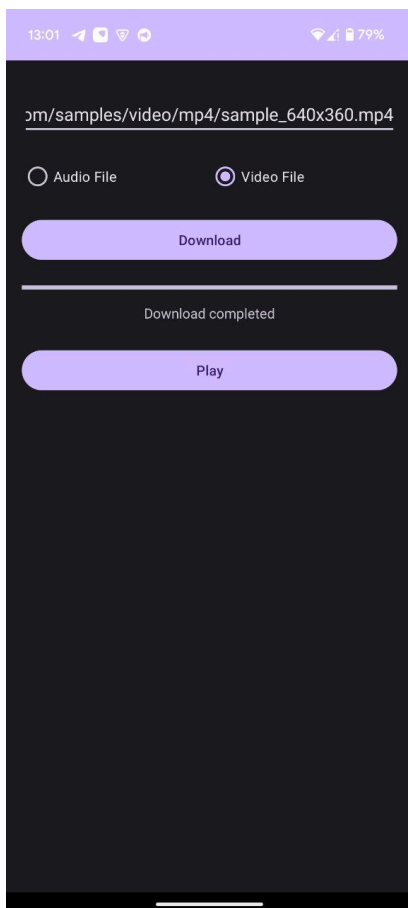 13:01 79%
om/samples/video/mp4/sample_640x360.mp4
Audio File Video File
Download
Download completed
Play